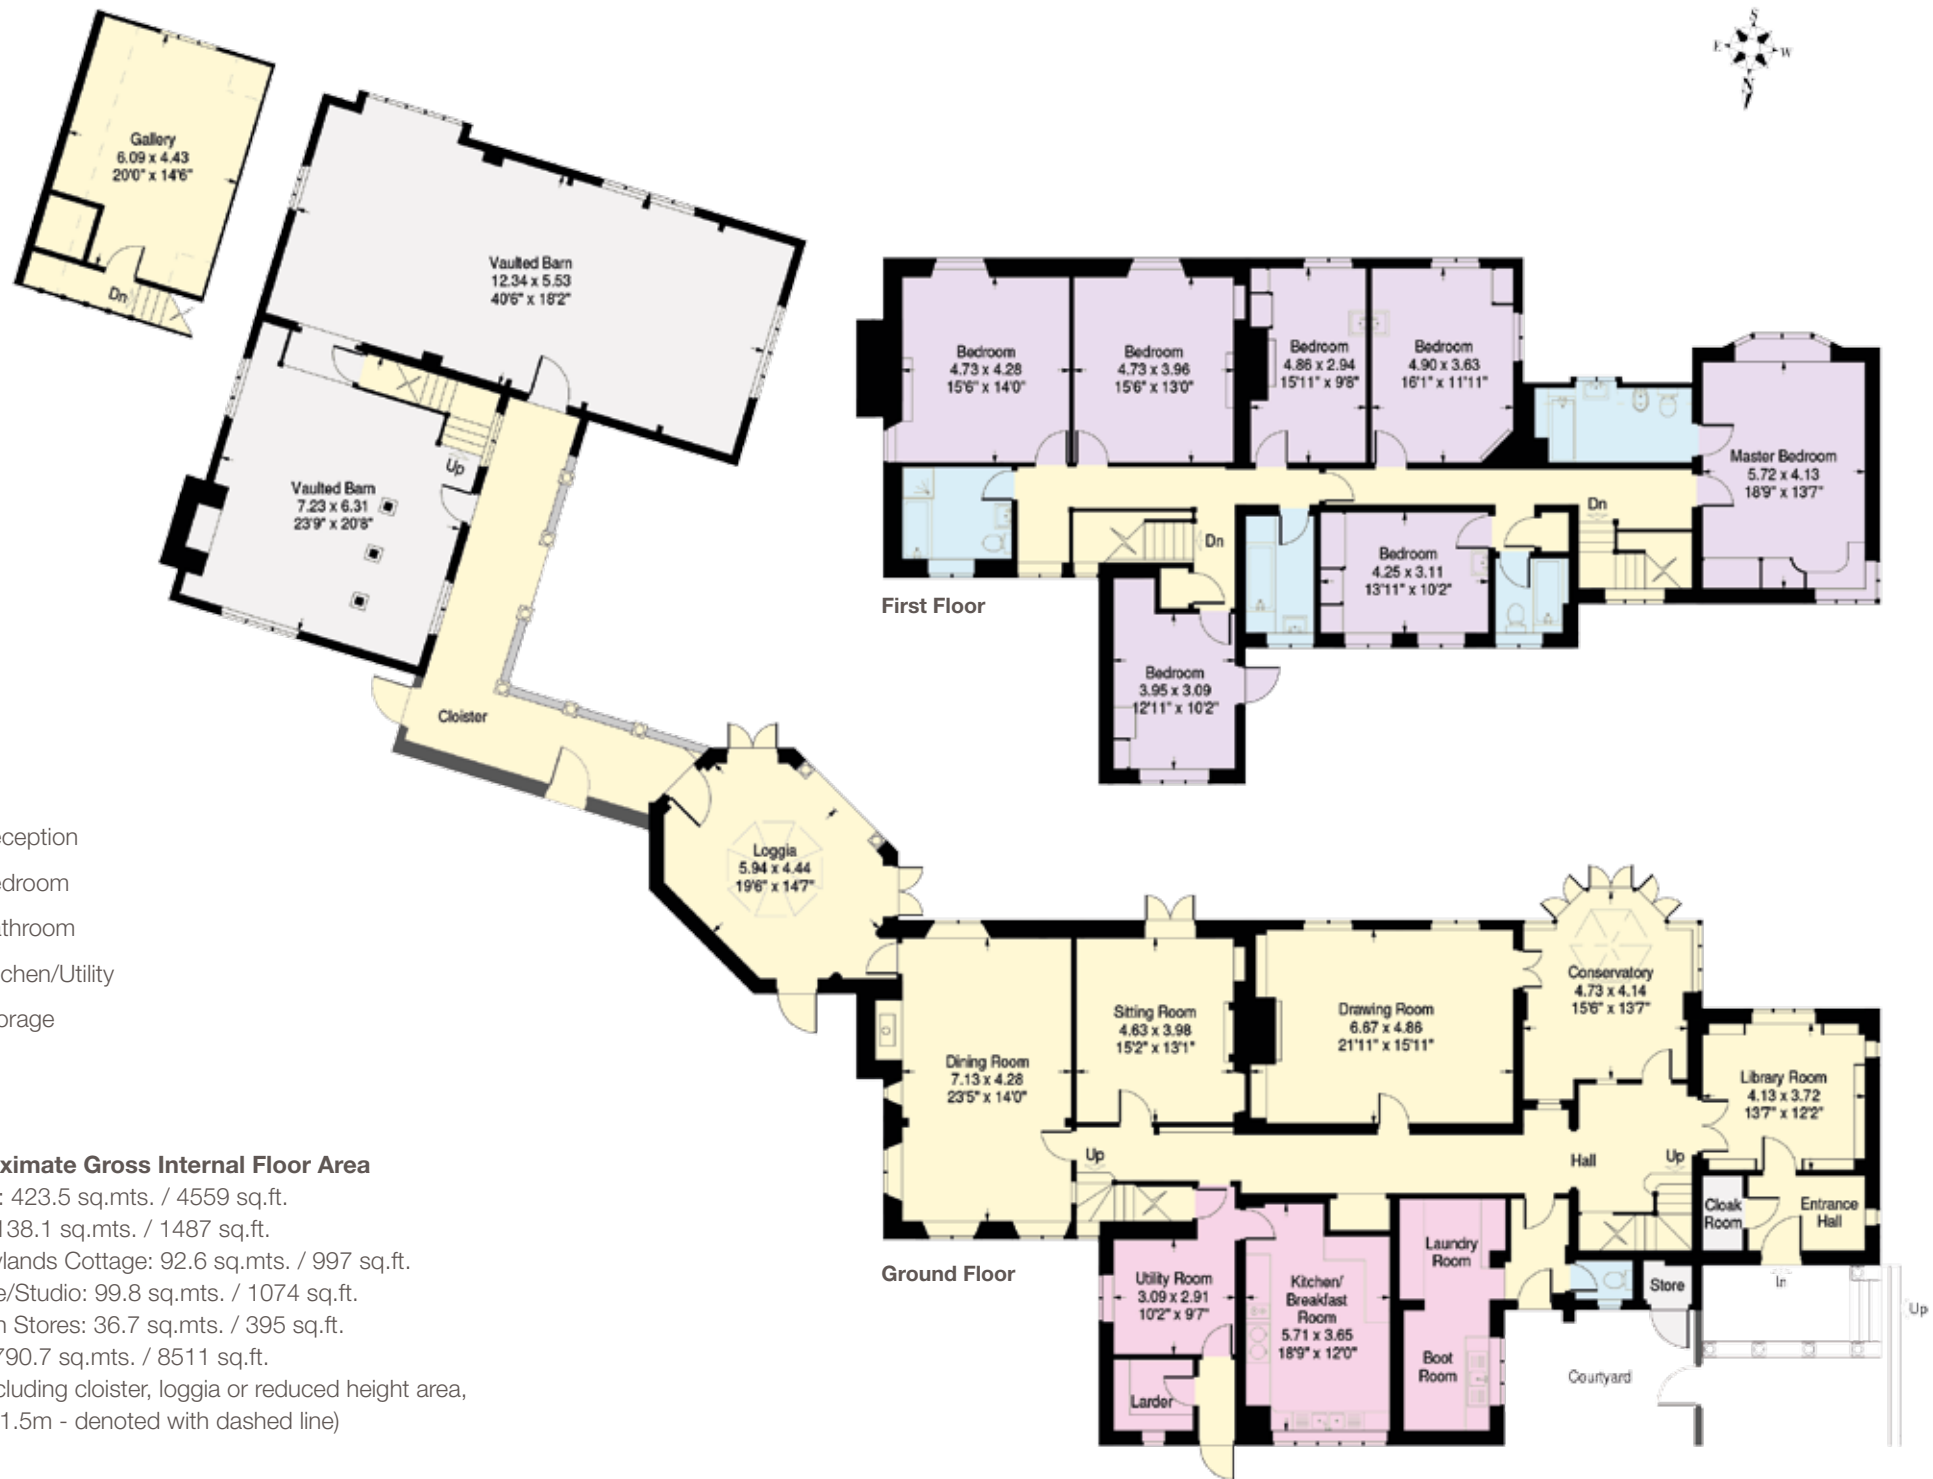 S
E
W
N
Gallery
6.09 x 4.43
20'0" x 14'6"
Dn
Vaulted Barn
12.34 x 5.53
40'6" x 18'2"
Up
Vaulted Barn
7.23 x 6.31
23'9" x 20'8"
Cloister
Loggia
5.94 x 4.44
19'6" x 14'7"
Bedroom
4.73 x 4.28
15'6" x 14'0"
Bedroom
4.73 x 3.96
15'6" x 13'0"
Bedroom
4.86 x 2.94
15'11" x 9'8"
Bedroom
4.90 x 3.63
16'1" x 11'11"
Master Bedroom
5.72 x 4.13
18'9" x 13'7"
Dn
Dn
Bedroom
4.25 x 3.11
13'11" x 10'2"
Bedroom
3.95 x 3.09
12'11" x 10'2"
First Floor
eception
edroom
athroom
tchen/Utility
orage
Dining Room
7.13 x 4.28
23'5" x 14'0"
Sitting Room
4.63 x 3.98
15'2" x 13'1"
Drawing Room
6.67 x 4.86
21'11" x 15'11"
Conservatory
4.73 x 4.14
15'6" x 13'7"
Library Room
4.13 x 3.72
13'7" x 12'2"
Up
Hall
Up
Cloak
Room
Entrance
Hall
In
Up
Store
Courtyard
Laundry
Room
Boot
Room
Kitchen/
Breakfast
Room
5.71 x 3.65
18'9" x 12'0"
Utility Room
3.09 x 2.91
10'2" x 9'7"
Larder
Ground Floor
ximate Gross Internal Floor Area
: 423.5 sq.mts. / 4559 sq.ft.
138.1 sq.mts. / 1487 sq.ft.
ylands Cottage: 92.6 sq.mts. / 997 sq.ft.
e/Studio: 99.8 sq.mts. / 1074 sq.ft.
n Stores: 36.7 sq.mts. / 395 sq.ft.
790.7 sq.mts. / 8511 sq.ft.
cluding cloister, loggia or reduced height area,
1.5m - denoted with dashed line)